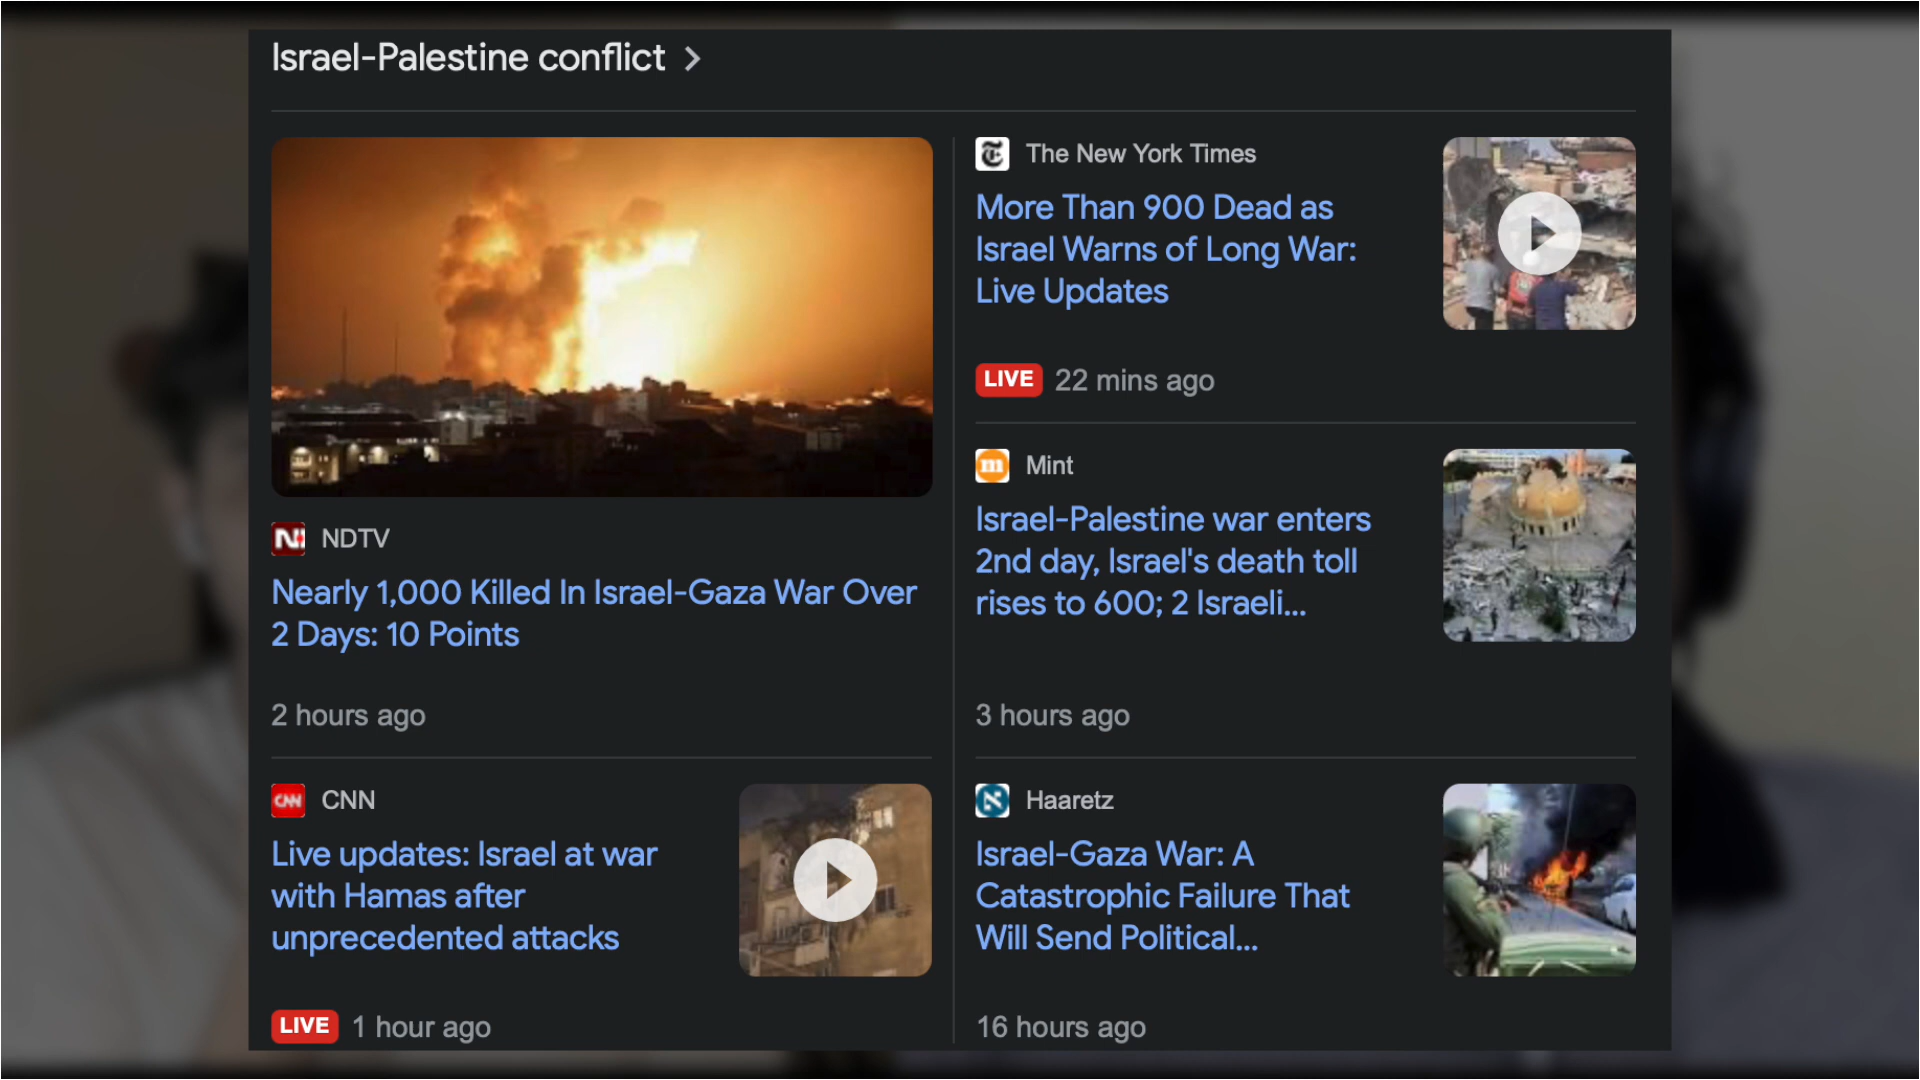 Israel-Palestine conflict >
NDTV
Nearly 1,000 Killed In Israel-Gaza War Over
2 Days: 10 Points
2 hours ago
CNN
CNN
Live updates: Israel at war
with Hamas after
unprecedented attacks
LIVE 1 hour ago
The New York Times
More Than 900 Dead as
Israel Warns of Long War:
Live Updates
LIVE 22 mins ago
m
Mint
Israel-Palestine war enters
2nd day, Israel's death toll
rises to 600; 2 Israeli...
3 hours ago
Haaretz
Israel-Gaza War: A
Catastrophic Failure That
Will Send Political...
16 hours ago